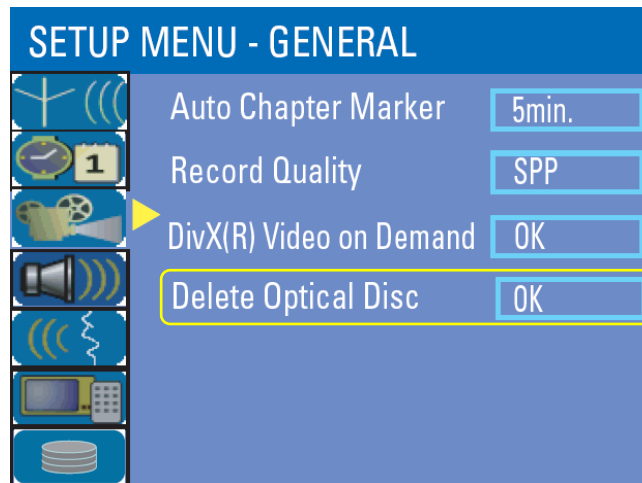 SETUP MENU - GENERAL
Auto Chapter Marker 5min.
1
Record Quality SPP
DivX(R) Video on Demand OK
Delete Optical Disc OK